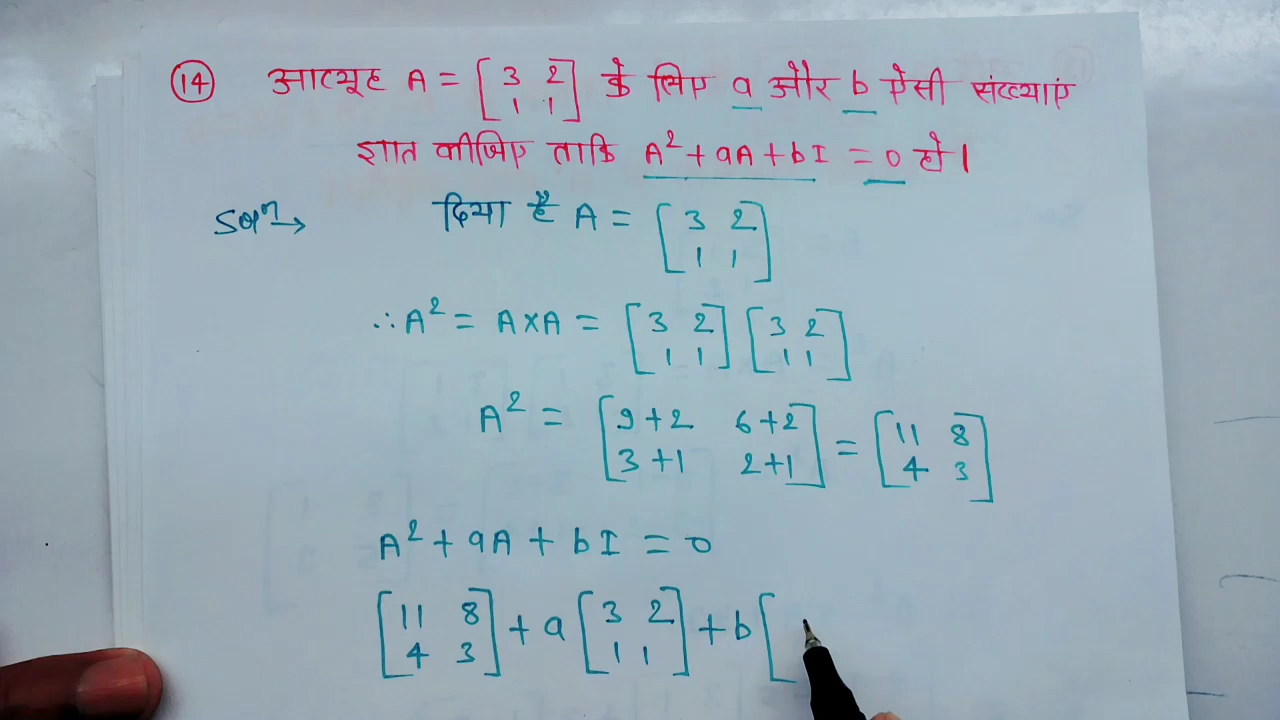 (14) आव्यूह A = [3 2 के लिए a और b ऐसी संख्याएं
1 1]
ज्ञात कीजिए ताकि A² + aA + bI = 0 हो।
Solⁿ→ दिया है A = [3 2
1 1]
∴ A² = A×A = [3 2 [3 2
1 1] 1 1]
A² = [9+2 6+2 = [11 8
3+1 2+1] 4 3]
A² + aA + bI = 0
[11 8 + a [3 2 + b [
4 3] 1 1]